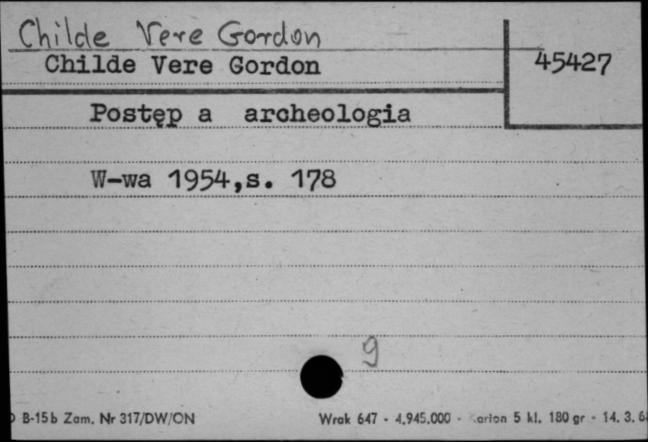 Childe Vere Gordon
Childe Vere Gordon
45427
Postęp a archeologia
W-wa 1954,s. 178
9
B-15b Zam. Nr 317/DW/ON
Wrak 647 - 4.945.000 - 5 kl. 180 gr - 14. 3.